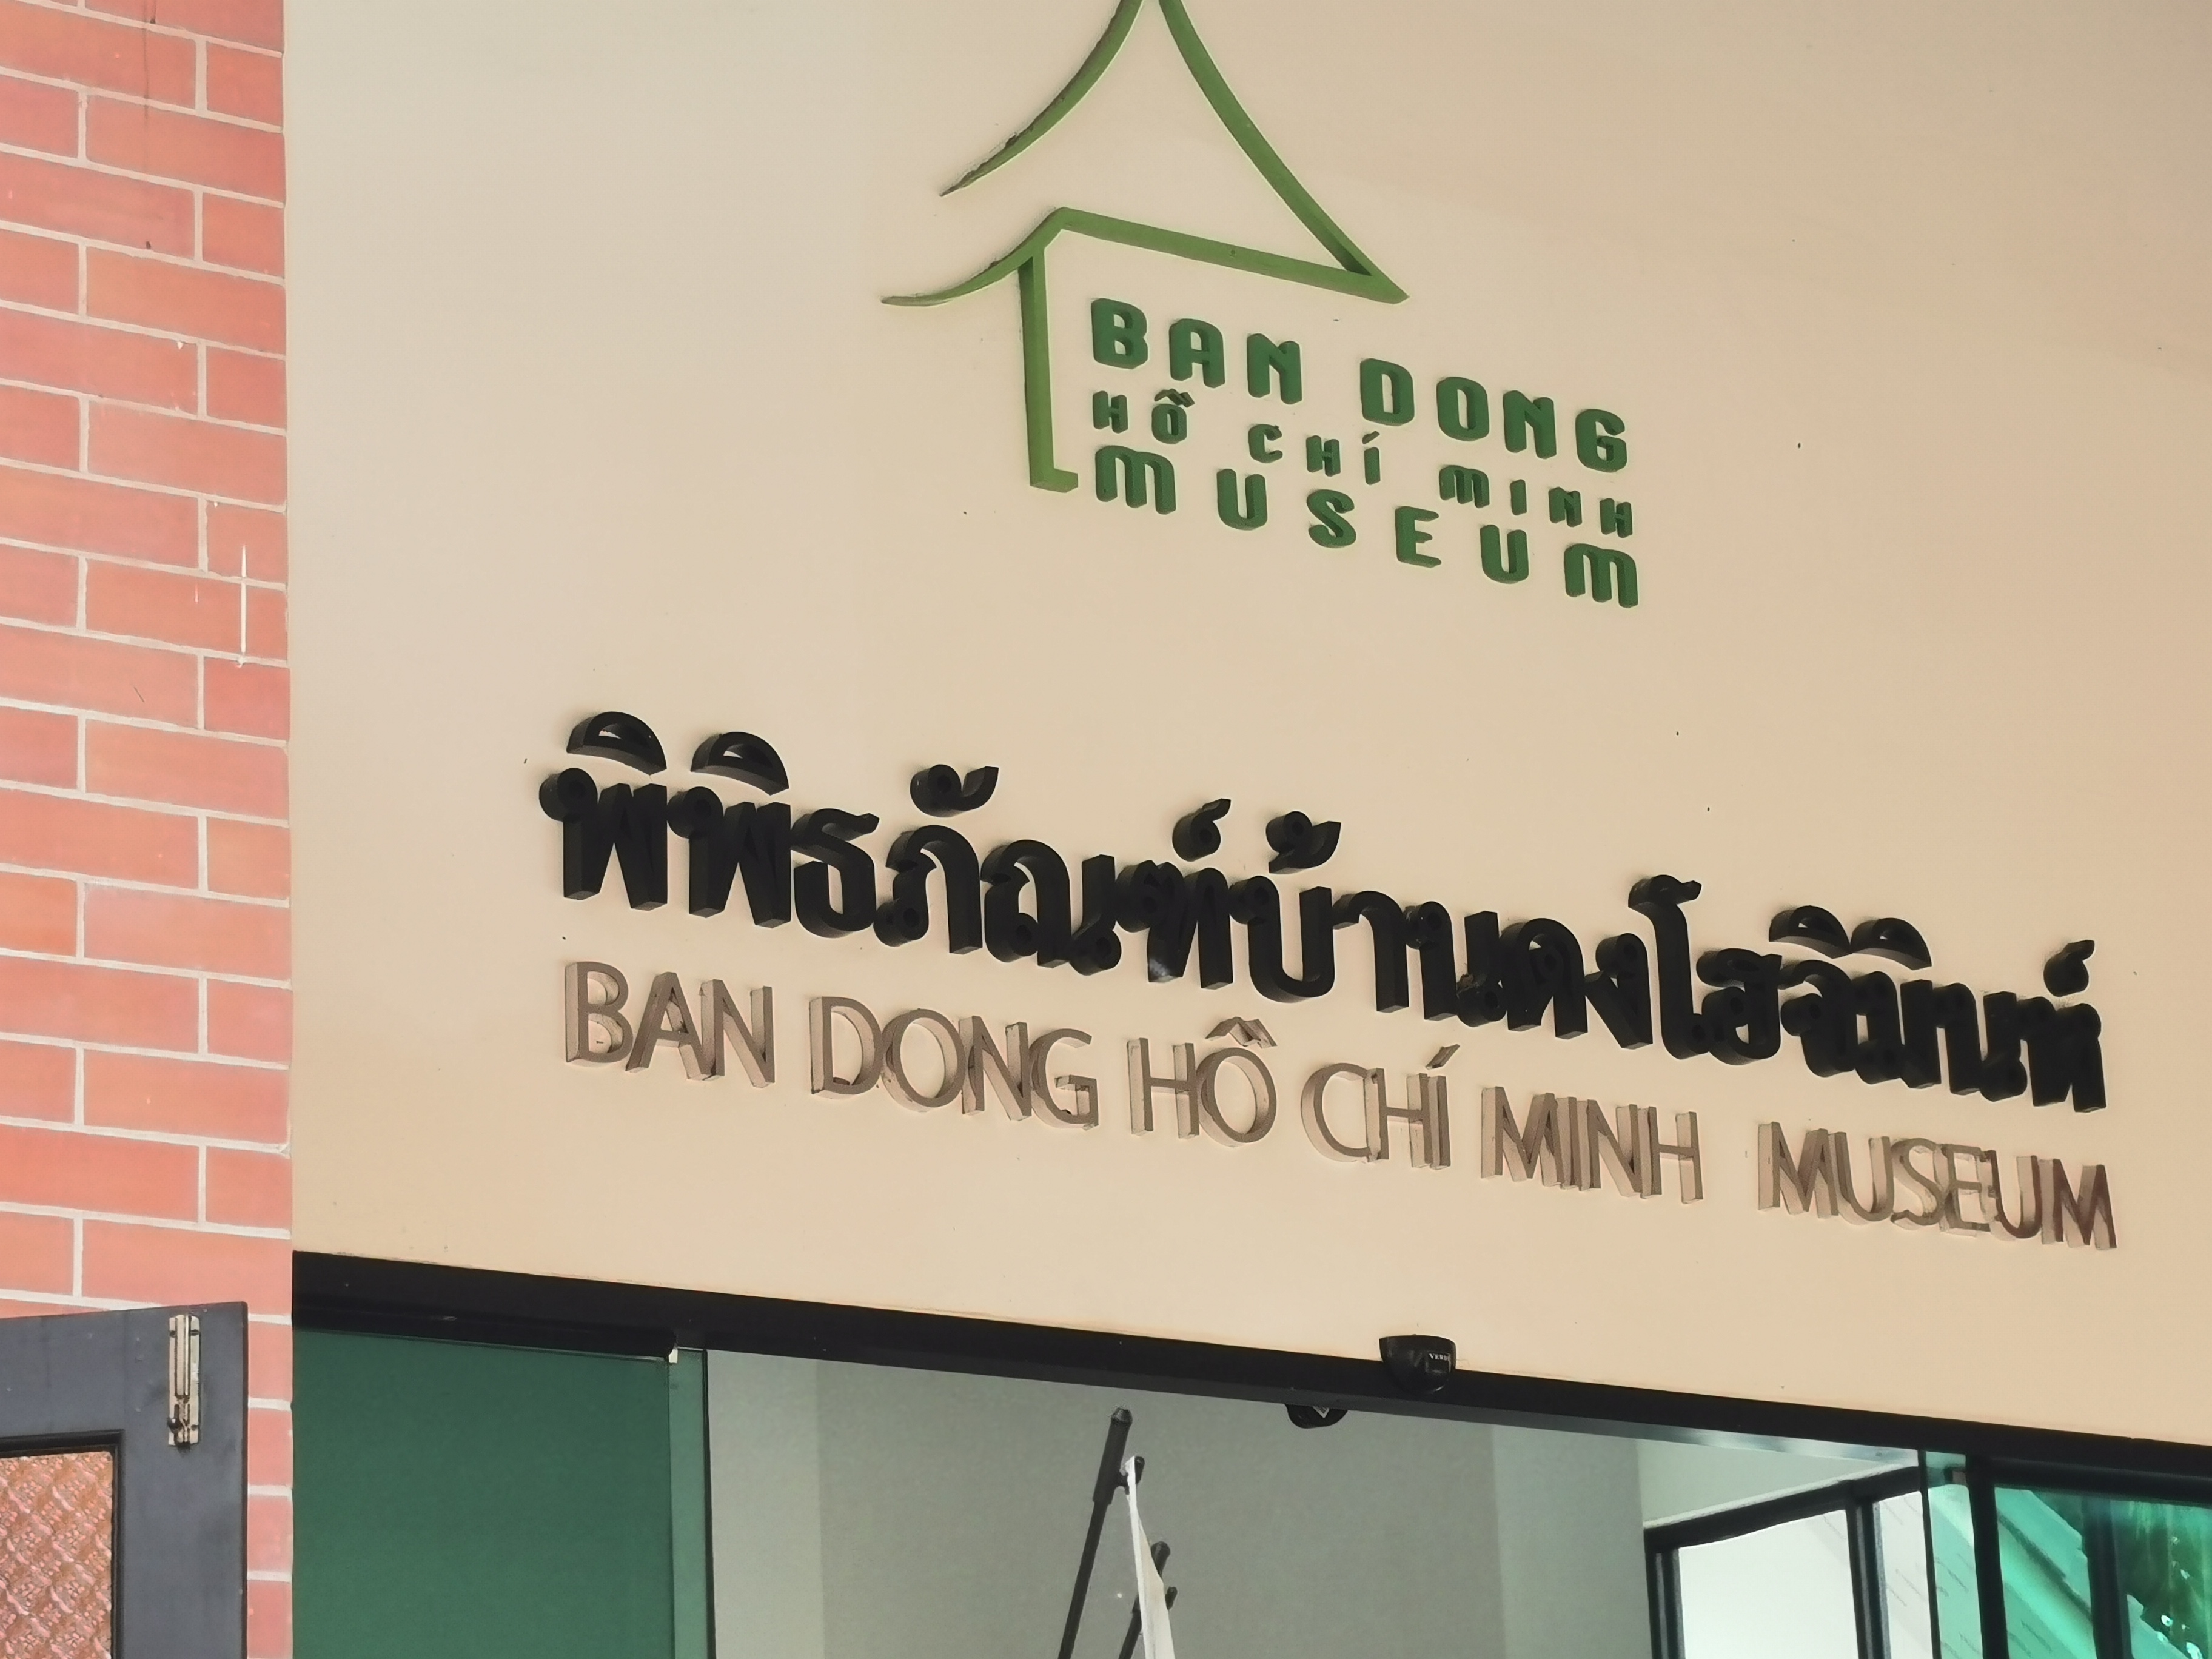 BAN DONG
HỒ CHÍ MINH
MUSEUM
พิพิธภัณฑ์บ้านดงโฮจิมินห์
BAN DONG HỒ CHÍ MINH MUSEUM